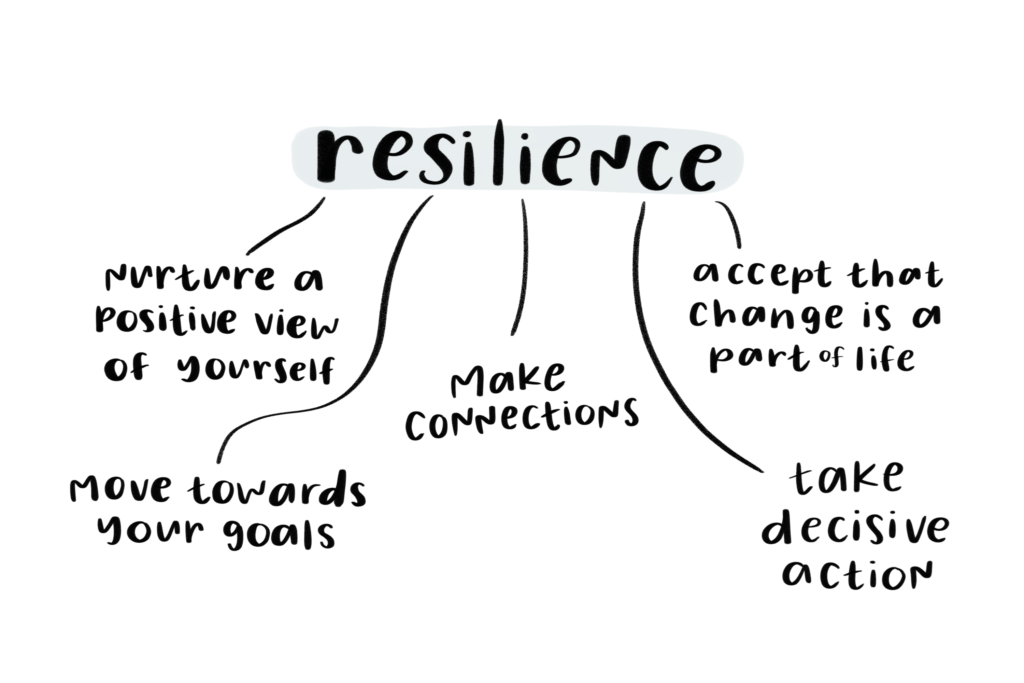 resilience
nurture a
positive view
of yourself
move towards
your goals
make
connections
accept that
change is a
part of life
take
decisive
action